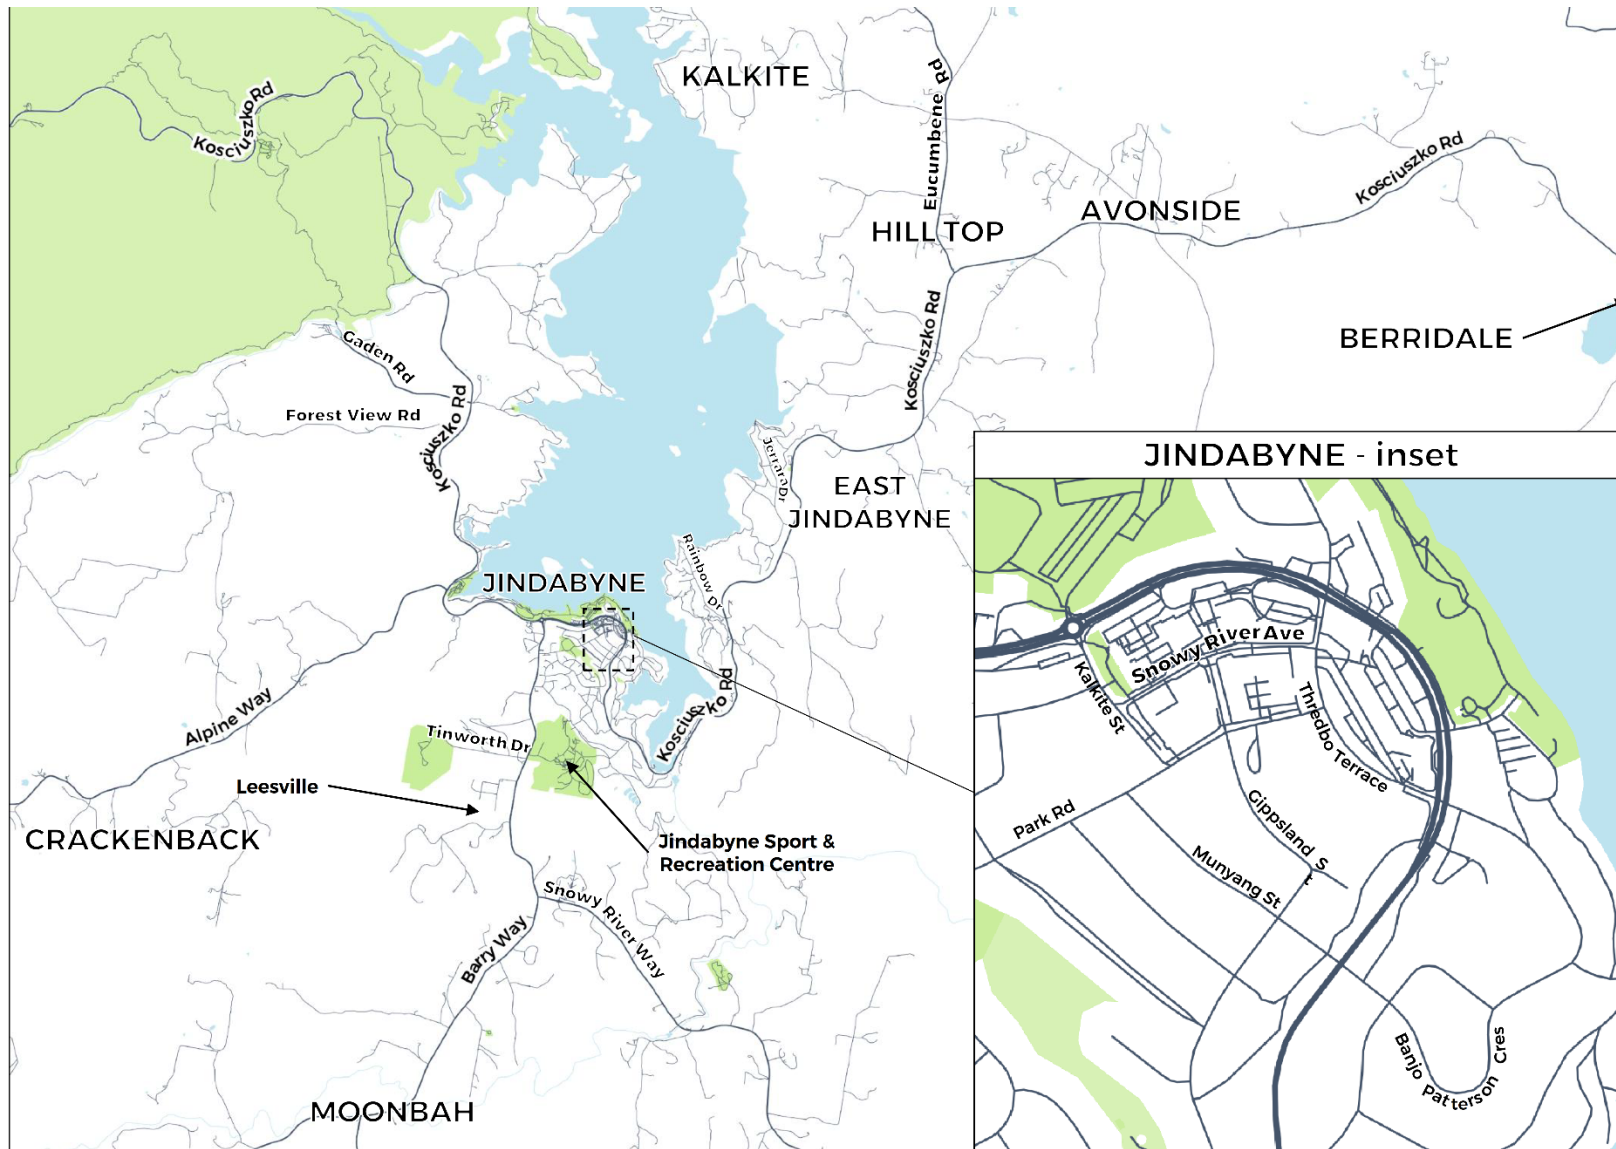 KALKITE
Kosciuszko Rd
Eucumbene Rd
Kosciuszko Rd
AVONSIDE
HILLTOP
Kosciuszko Rd
BERRIDALE
Gaden Rd
Forest View Rd
Kosciuszko Rd
Jerrara Dr
EAST
JINDABYNE
Rainbow Dr
JINDABYNE
Kosciuszko Rd
Alpine Way
Tinworth Dr
Leesville
CRACKENBACK
Jindabyne Sport &
Recreation Centre
Snowy River Way
Barry Way
MOONBAH
JINDABYNE - inset
Snowy River Ave
Kalkite St
Thredbo Terrace
Park Rd
Gippsland St
Munyang St
Banjo Patterson Cres